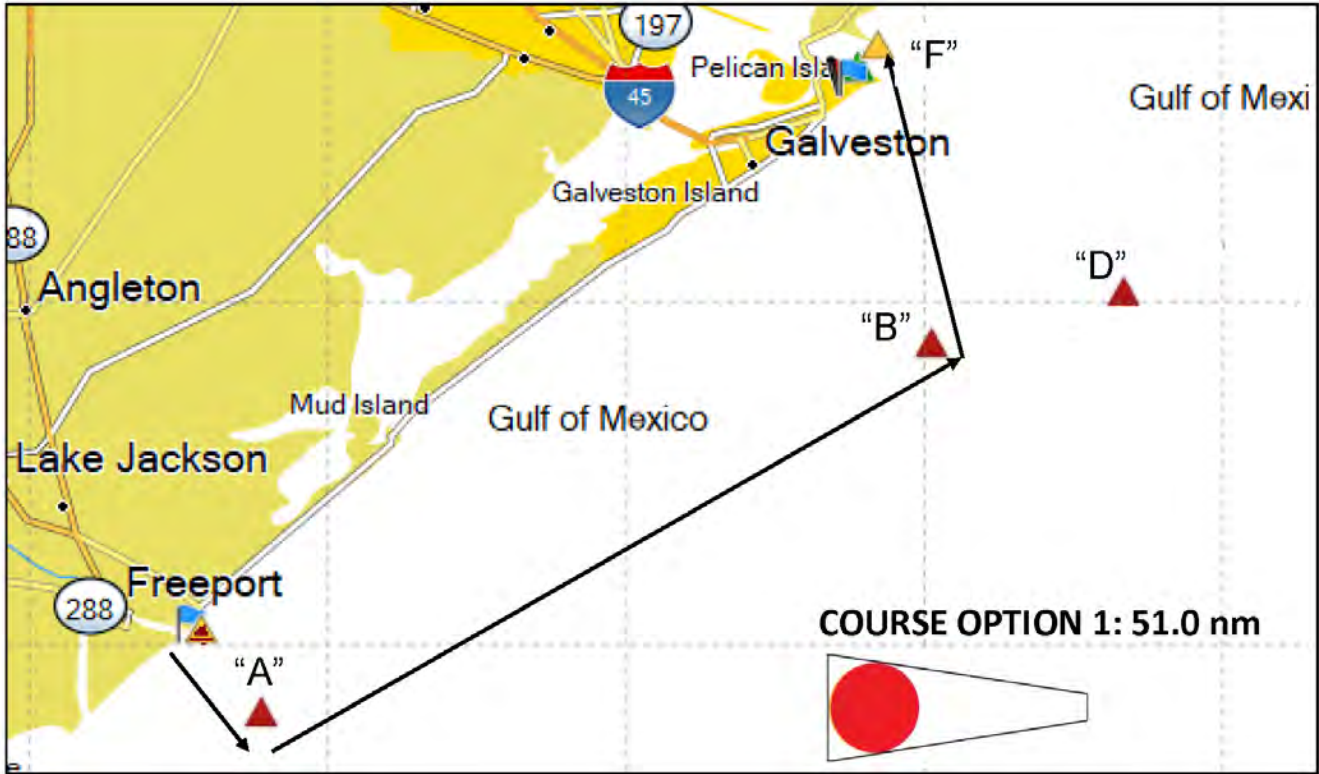 197
"F"
Pelican Isla
45
Gulf of Mexi
Galveston
Galveston Island
88
"D"
Angleton
"B"
Mud Island
Gulf of Mexico
Lake Jackson
Freeport
288
COURSE OPTION 1: 51.0 nm
"A"
e